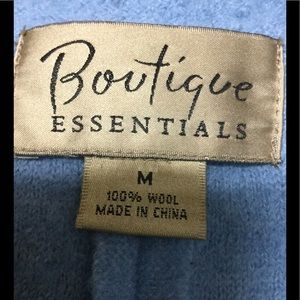 Boutique
ESSENTIALS
M
100% WOOL
MADE IN CHINA